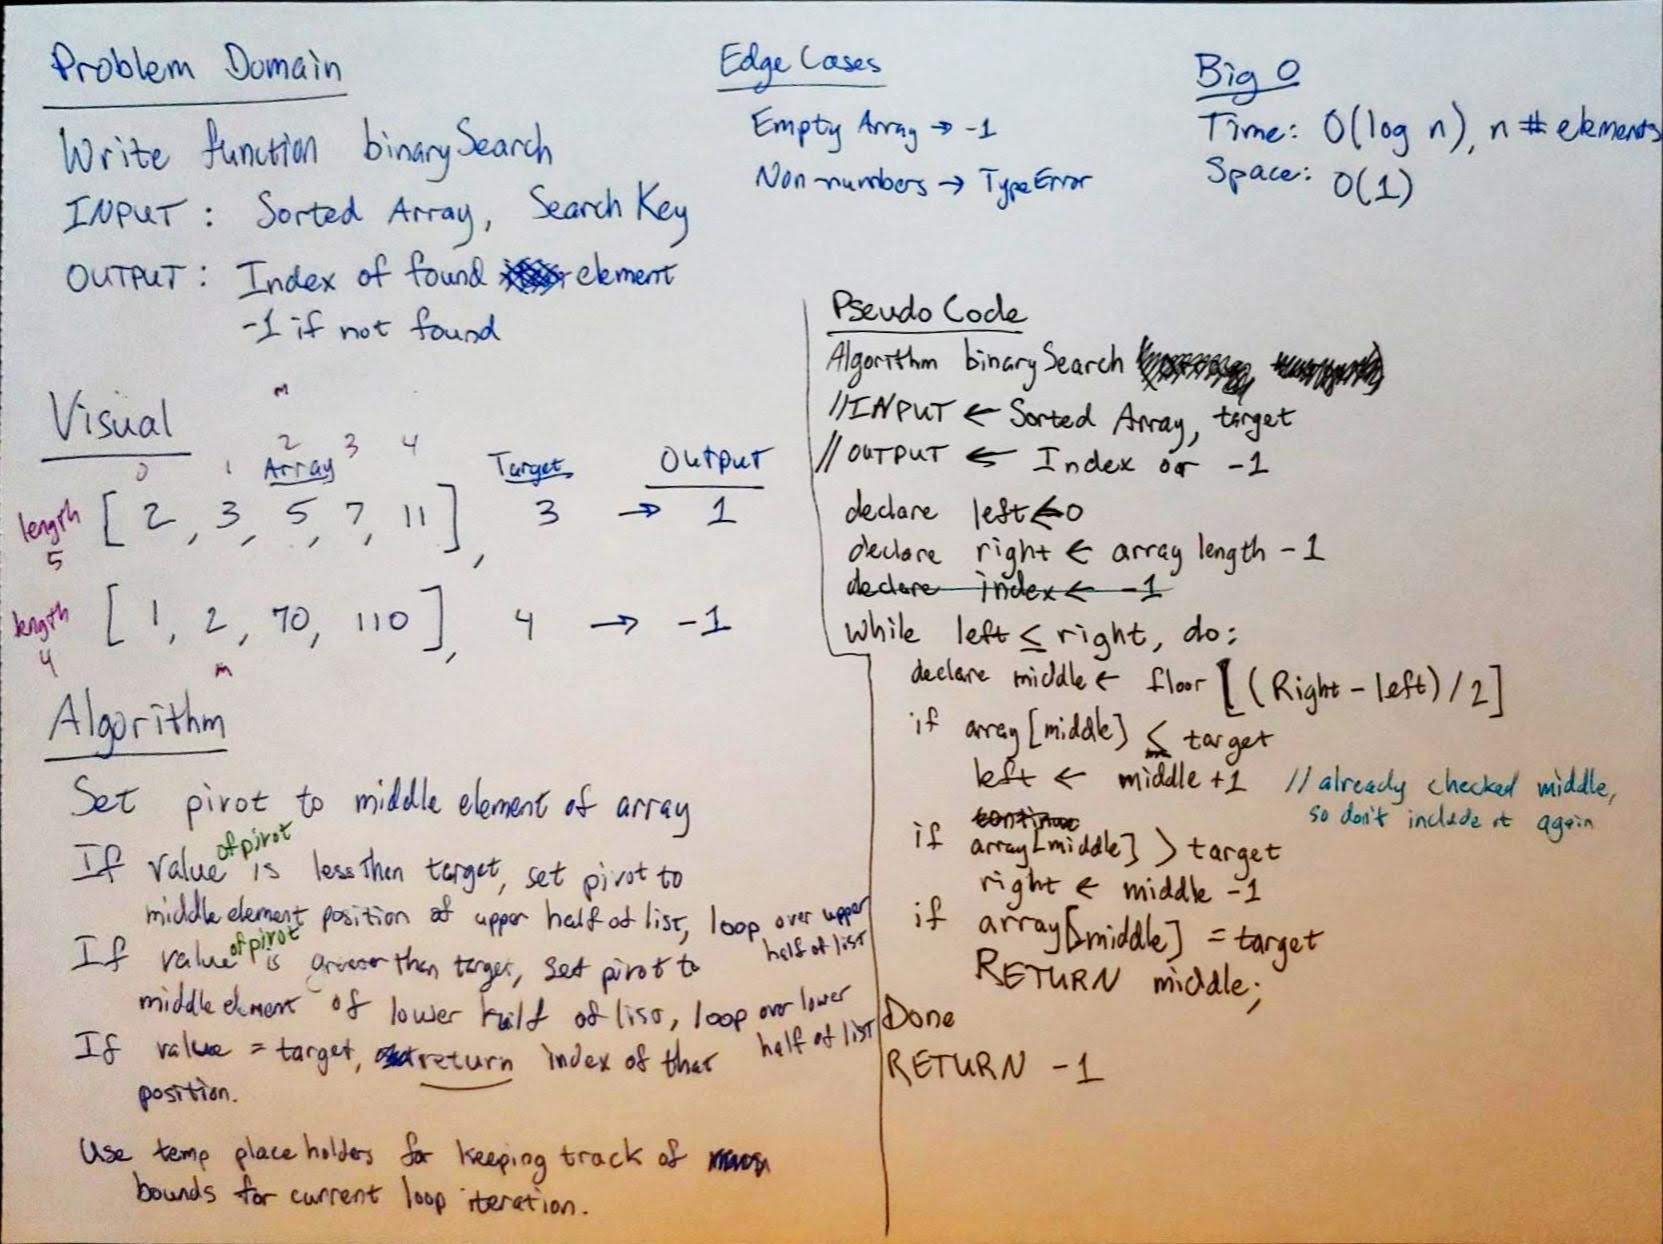 Problem Domain
Write function binarySearch
INPUT: Sorted Array, Search Key
OUTPUT: Index of found element
-1 if not found
Edge Cases
Empty Array → -1
Non-numbers → TypeError
Big O
Time: O(log n), n # elements
Space: O(1)
Visual
m
0 1 2 3 4
Array Target Output
length 5 [2, 3, 5, 7, 11], 3 → 1
length 4 [1, 2, 70, 110], 4 → -1
m
Algorithm
Set pivot to middle element of array
If value of pivot is less then target, set pivot to
middle element position of upper half of list, loop over upper
half of list
If value of pivot is greater than target, set pivot to
middle element of lower half of list, loop over lower
half of list
If value = target, return index of that
position.
Use temp place holders for keeping track of
bounds for current loop iteration.
Pseudo Code
Algorithm binarySearch
//INPUT ← Sorted Array, target
//OUTPUT ← Index or -1
declare left ← 0
declare right ← array length -1
declare index ← -1
while left ≤ right, do:
declare middle ← floor[(Right - left)/2]
if array[middle] < target
left ← middle +1 //already checked middle,
so don't include it again
continue
if array[middle] > target
right ← middle -1
if array[middle] = target
RETURN middle;
Done
RETURN -1